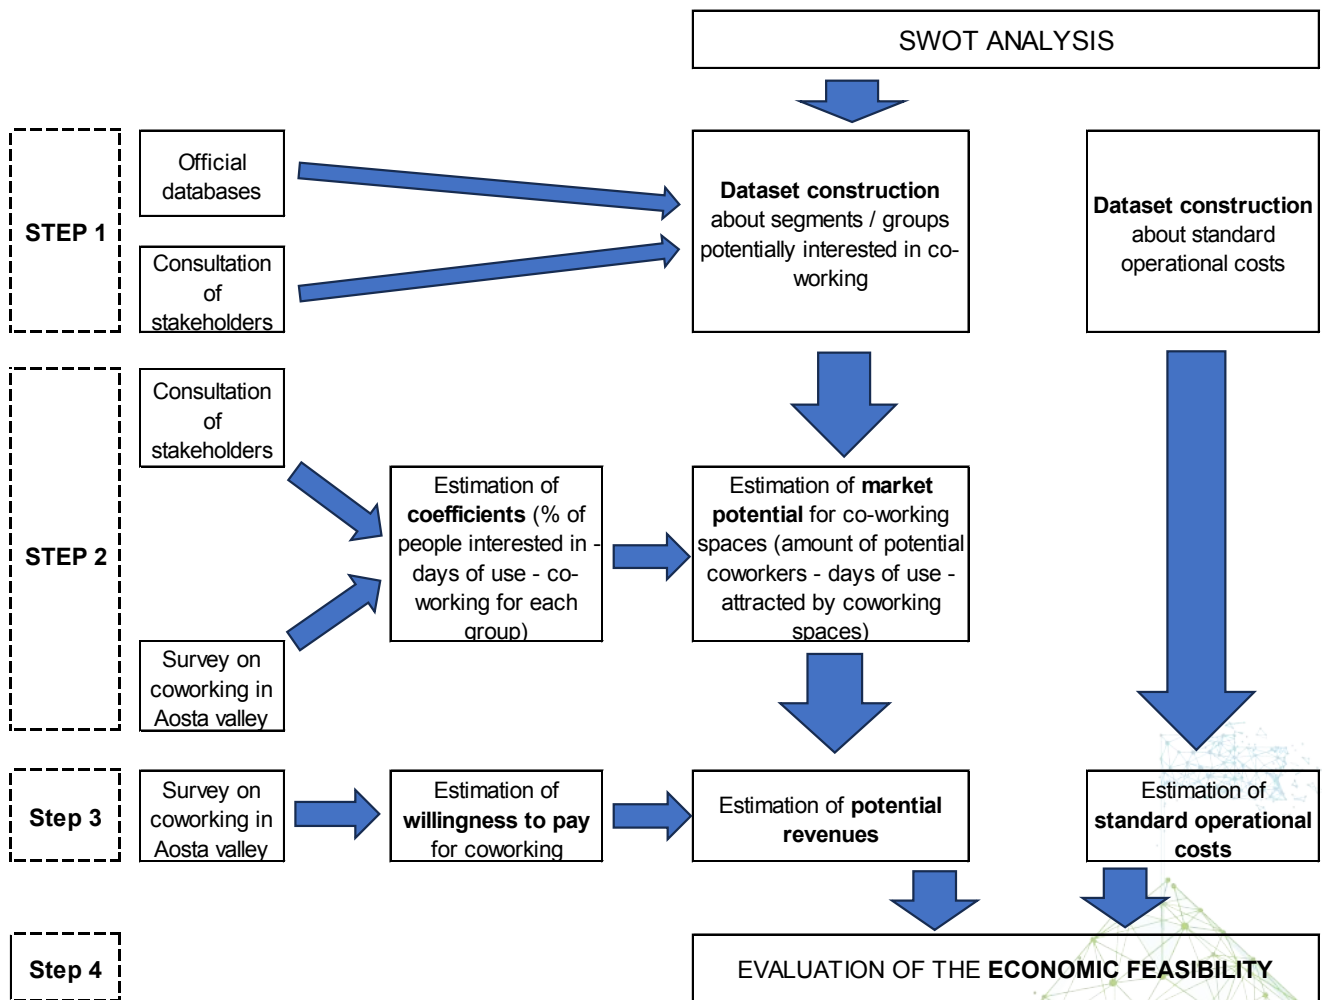 SWOT ANALYSIS
STEP 1
Official
databases
Consultation
of
stakeholders
Dataset construction
about segments / groups
potentially interested in co-
working
Dataset construction
about standard
operational costs
STEP 2
Consultation
of
stakeholders
Survey on
coworking in
Aosta valley
Estimation of
coefficients (% of
people interested in -
days of use - co-
working for each
group)
Estimation of market
potential for co-working
spaces (amount of potential
coworkers - days of use -
attracted by coworking
spaces)
Step 3
Survey on
coworking in
Aosta valley
Estimation of
willingness to pay
for coworking
Estimation of potential
revenues
Estimation of
standard operational
costs
Step 4
EVALUATION OF THE ECONOMIC FEASIBILITY